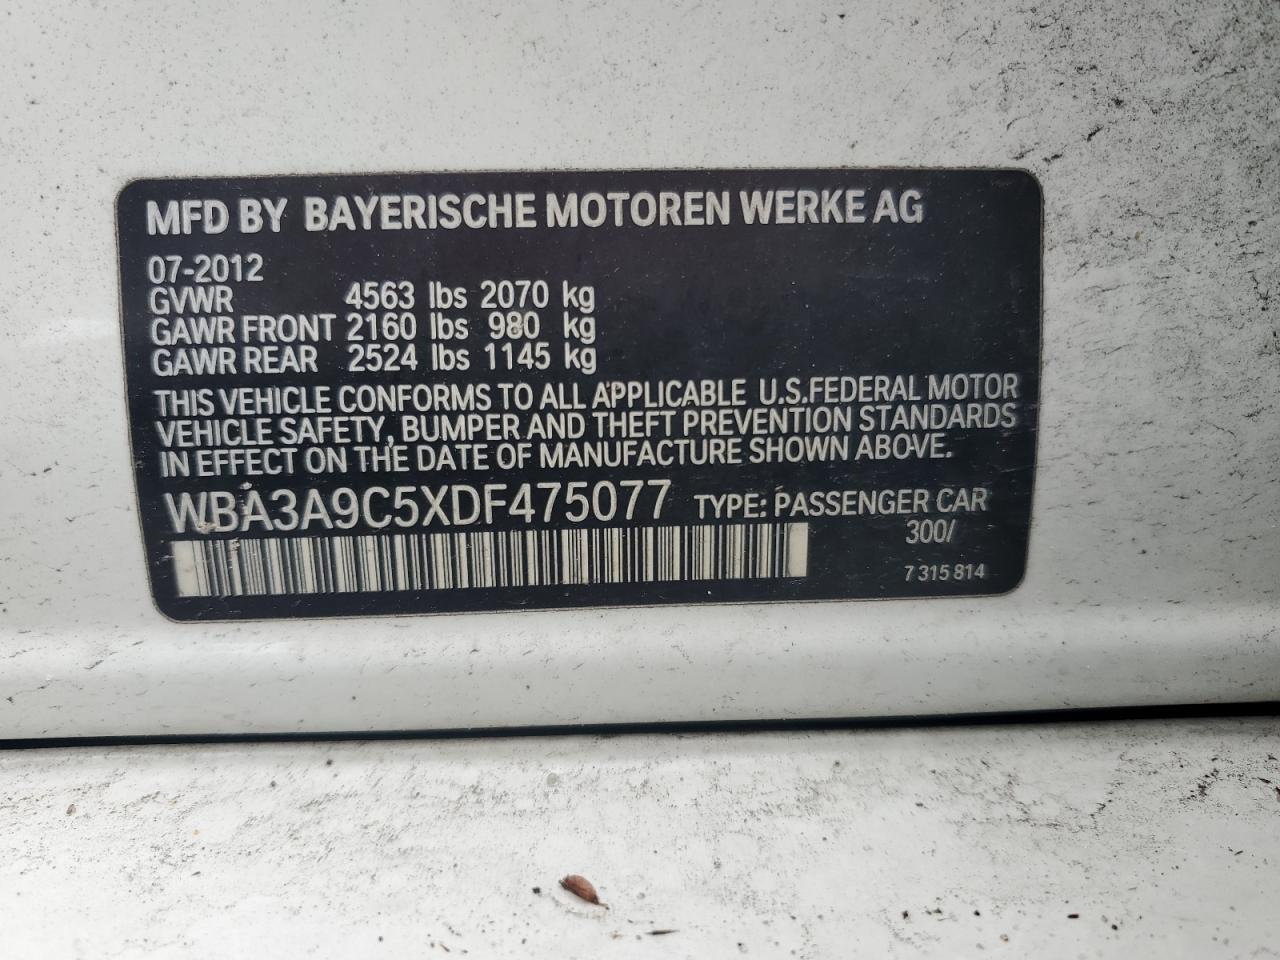 MFD BY BAYERISCHE MOTOREN WERKE AG
07-2012
GVWR 4563 lbs 2070 kg
GAWR FRONT 2160 lbs 980 kg
GAWR REAR 2524 lbs 1145 kg
THIS VEHICLE CONFORMS TO ALL APPLICABLE U.S.FEDERAL MOTOR
VEHICLE SAFETY, BUMPER AND THEFT PREVENTION STANDARDS
IN EFFECT ON THE DATE OF MANUFACTURE SHOWN ABOVE.
WBA3A9C5XDF475077 TYPE: PASSENGER CAR
300/
7 315 814